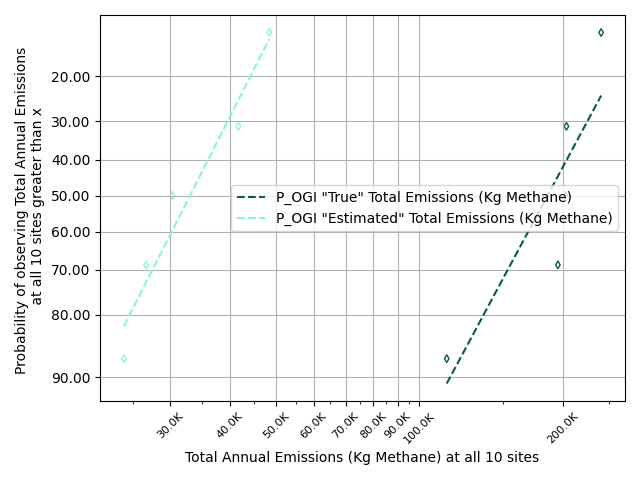 Probability of observing Total Annual Emissions
at all 10 sites greater than x
20.00
30.00
40.00
50.00
60.00
70.00
80.00
90.00
P_OGI "True" Total Emissions (Kg Methane)
P_OGI "Estimated" Total Emissions (Kg Methane)
30.0K
40.0K
50.0K
60.0K
70.0K
80.0K
90.0K
100.0K
200.0K
Total Annual Emissions (Kg Methane) at all 10 sites